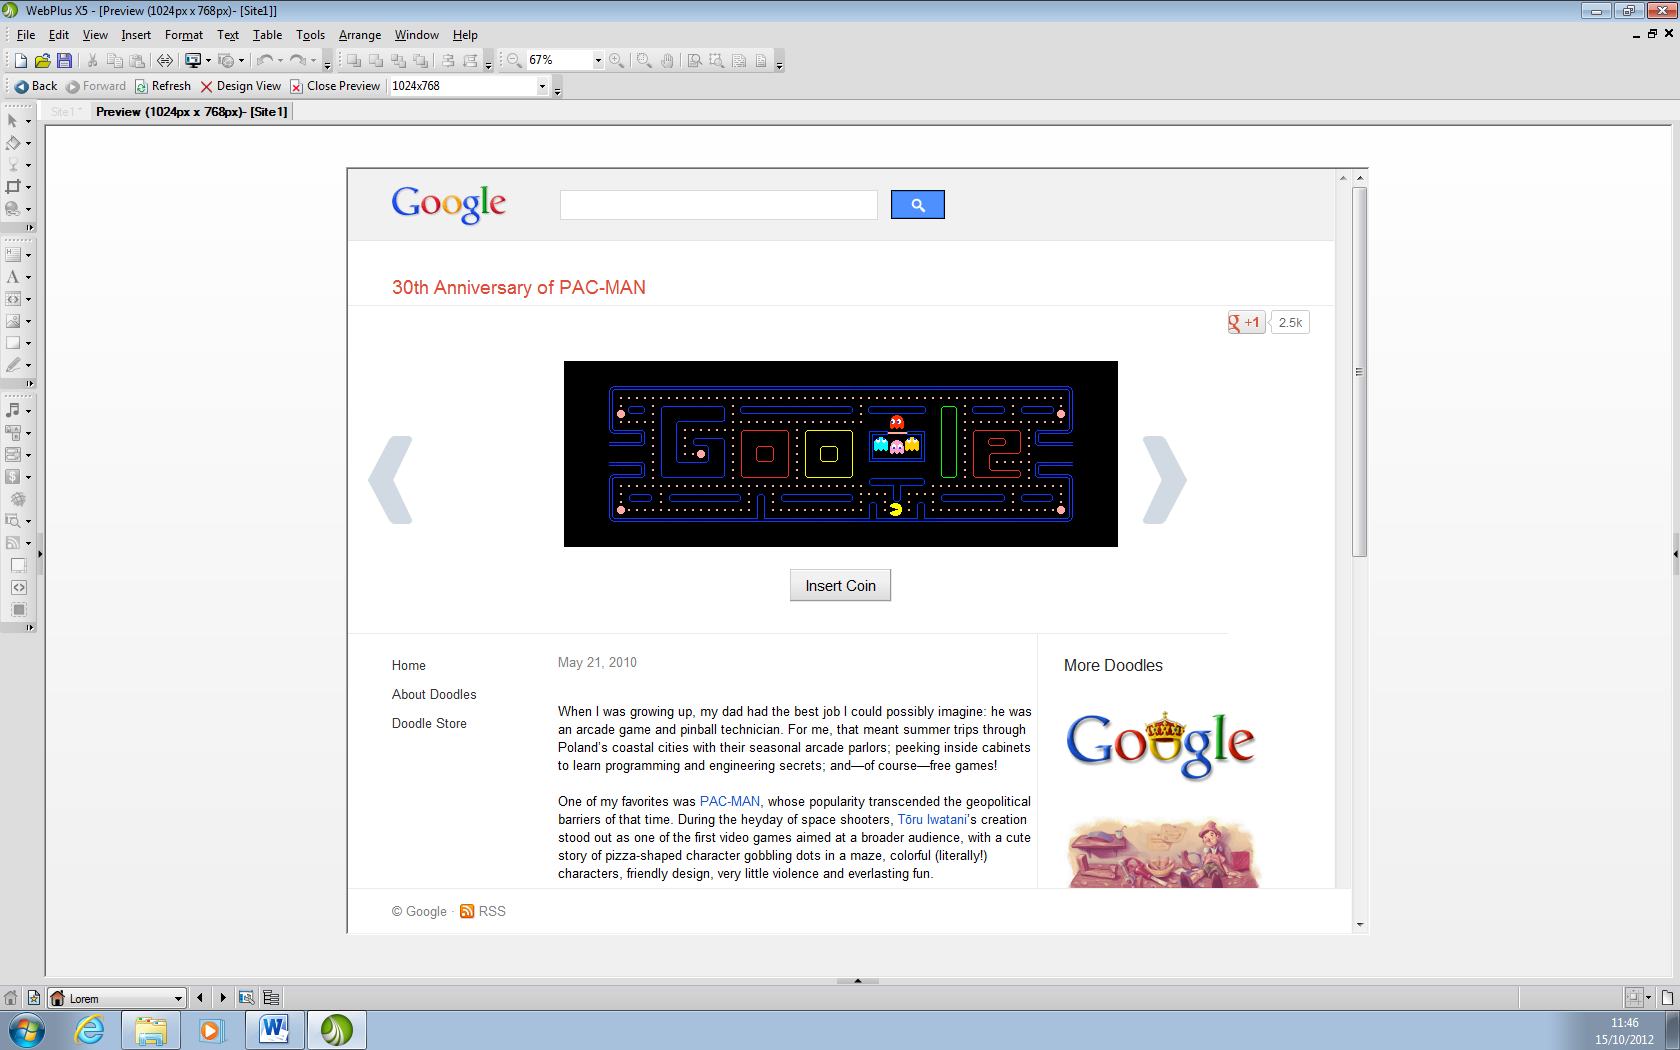 WebPlus X5 - [Preview (1024px x 768px)- [Site1]]
File Edit View Insert Format Text Table Tools Arrange Window Help
67%
Back Forward Refresh Design View Close Preview 1024x768
Site1 * Preview (1024px x 768px)- [Site1]
Google
30th Anniversary of PAC-MAN
+1 2.5k
Insert Coin
Home
About Doodles
Doodle Store
May 21, 2010
When I was growing up, my dad had the best job I could possibly imagine: he was
an arcade game and pinball technician. For me, that meant summer trips through
Poland's coastal cities with their seasonal arcade parlors; peeking inside cabinets
to learn programming and engineering secrets; and—of course—free games!
One of my favorites was PAC-MAN, whose popularity transcended the geopolitical
barriers of that time. During the heyday of space shooters, Tōru Iwatani's creation
stood out as one of the first video games aimed at a broader audience, with a cute
story of pizza-shaped character gobbling dots in a maze, colorful (literally!)
characters, friendly design, very little violence and everlasting fun.
More Doodles
Google
© Google · RSS
Lorem
11:46
15/10/2012